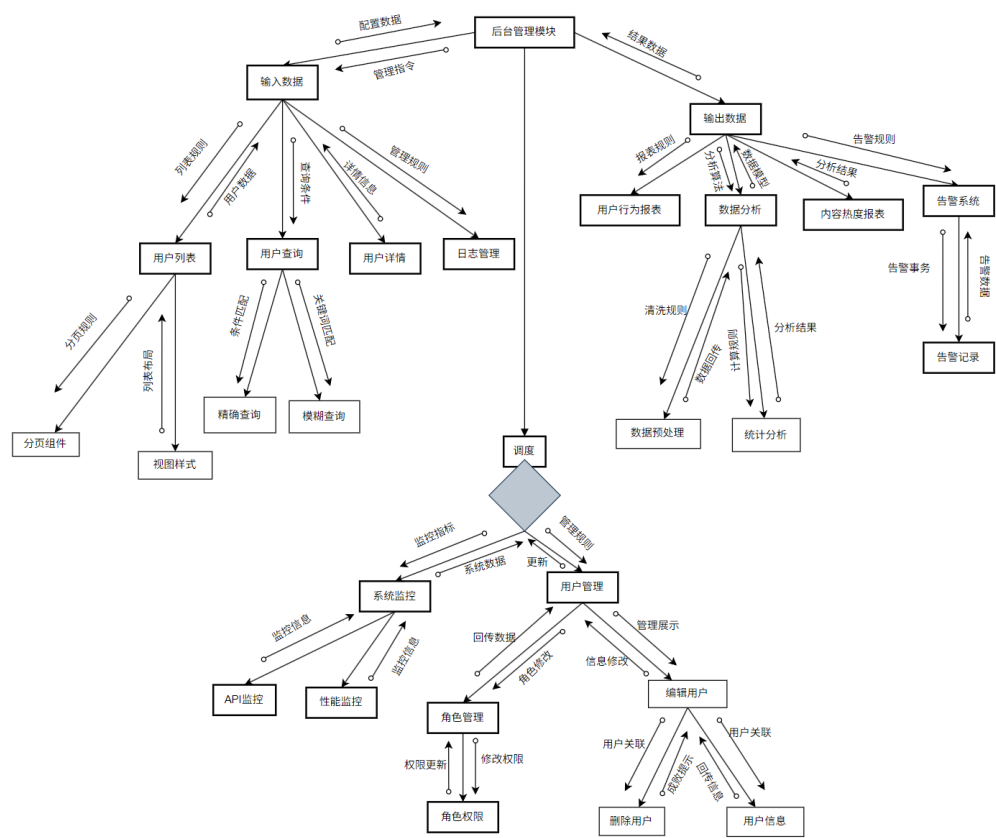 后台管理模块
配置数据
管理指令
结果数据
输入数据
输出数据
列表规则
用户数据
查询条件
详情信息
管理规则
报表规则
分析算法
数据模型
分析结果
告警规则
用户行为报表
数据分析
内容热度报表
告警系统
用户列表
用户查询
用户详情
日志管理
告警事务
告警数据
分页规则
列表布局
条件匹配
关键词匹配
清洗规则
数据回传
计算规则
分析结果
告警记录
精确查询
模糊查询
分页组件
视图样式
数据预处理
统计分析
调度
监控指标
系统数据
更新
管理规则
系统监控
用户管理
监控信息
监控信息
回传数据
角色修改
信息修改
管理展示
API监控
性能监控
角色管理
编辑用户
权限更新
修改权限
用户关联
成败提示
回传信息
用户关联
角色权限
删除用户
用户信息